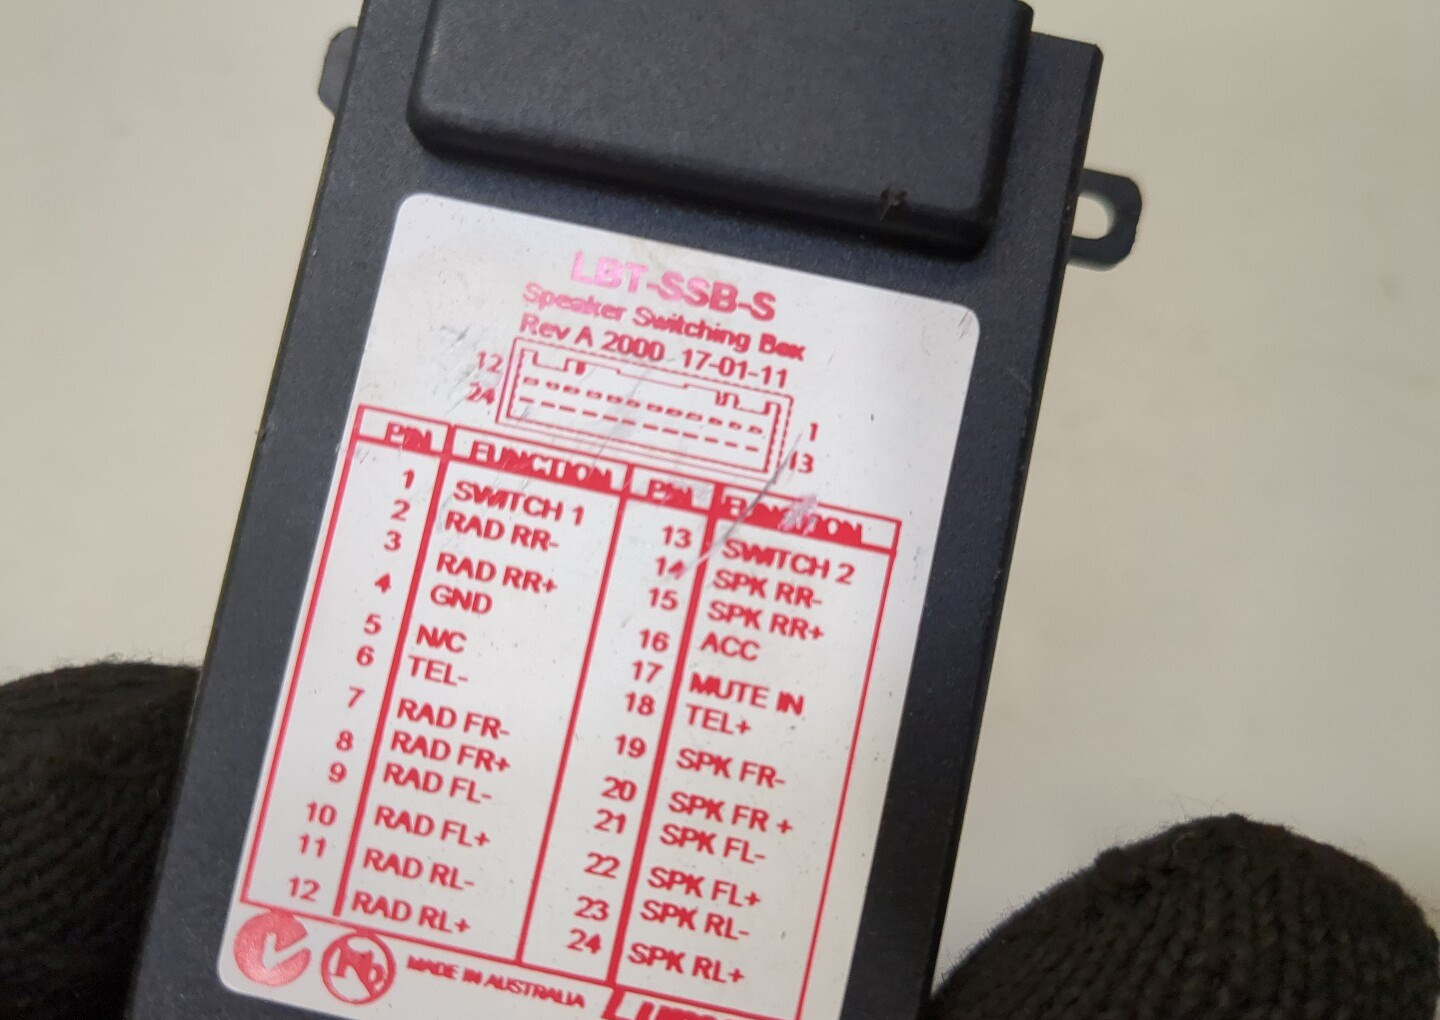 LBT-SSB-S
Speaker Switching Box
Rev A 2000 17-01-11
12
24
1
13
PIN FUNCTION PIN FUNCTION
1 SWITCH 1 13 SWITCH 2
2 RAD RR- 14 SPK RR-
3 RAD RR+ 15 SPK RR+
4 GND 16 ACC
5 N/C 17 MUTE IN
6 TEL- 18 TEL+
7 RAD FR- 19 SPK FR-
8 RAD FR+ 20 SPK FR +
9 RAD FL- 21 SPK FL-
10 RAD FL+ 22 SPK FL+
11 RAD RL- 23 SPK RL-
12 RAD RL+ 24 SPK RL+
Pb MADE IN AUSTRALIA